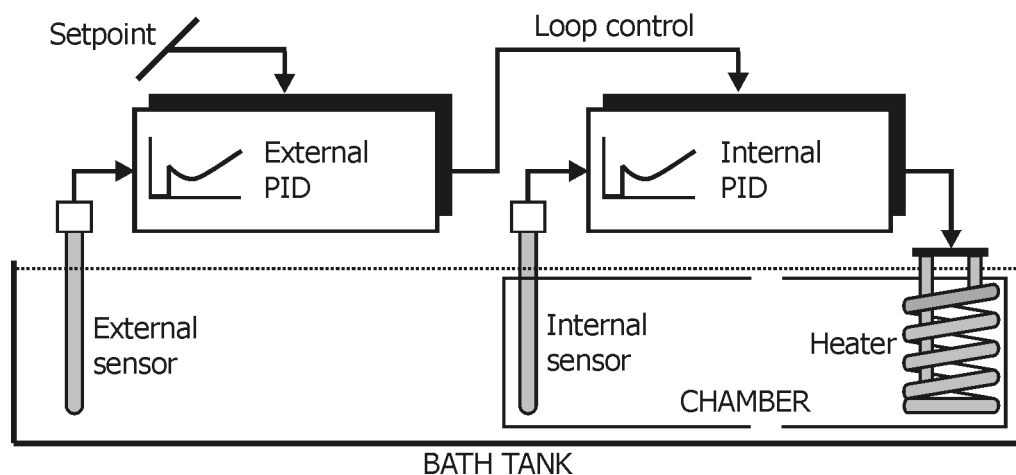 Setpoint
Loop control
External
PID
Internal
PID
External
sensor
Internal
sensor
Heater
CHAMBER
BATH TANK